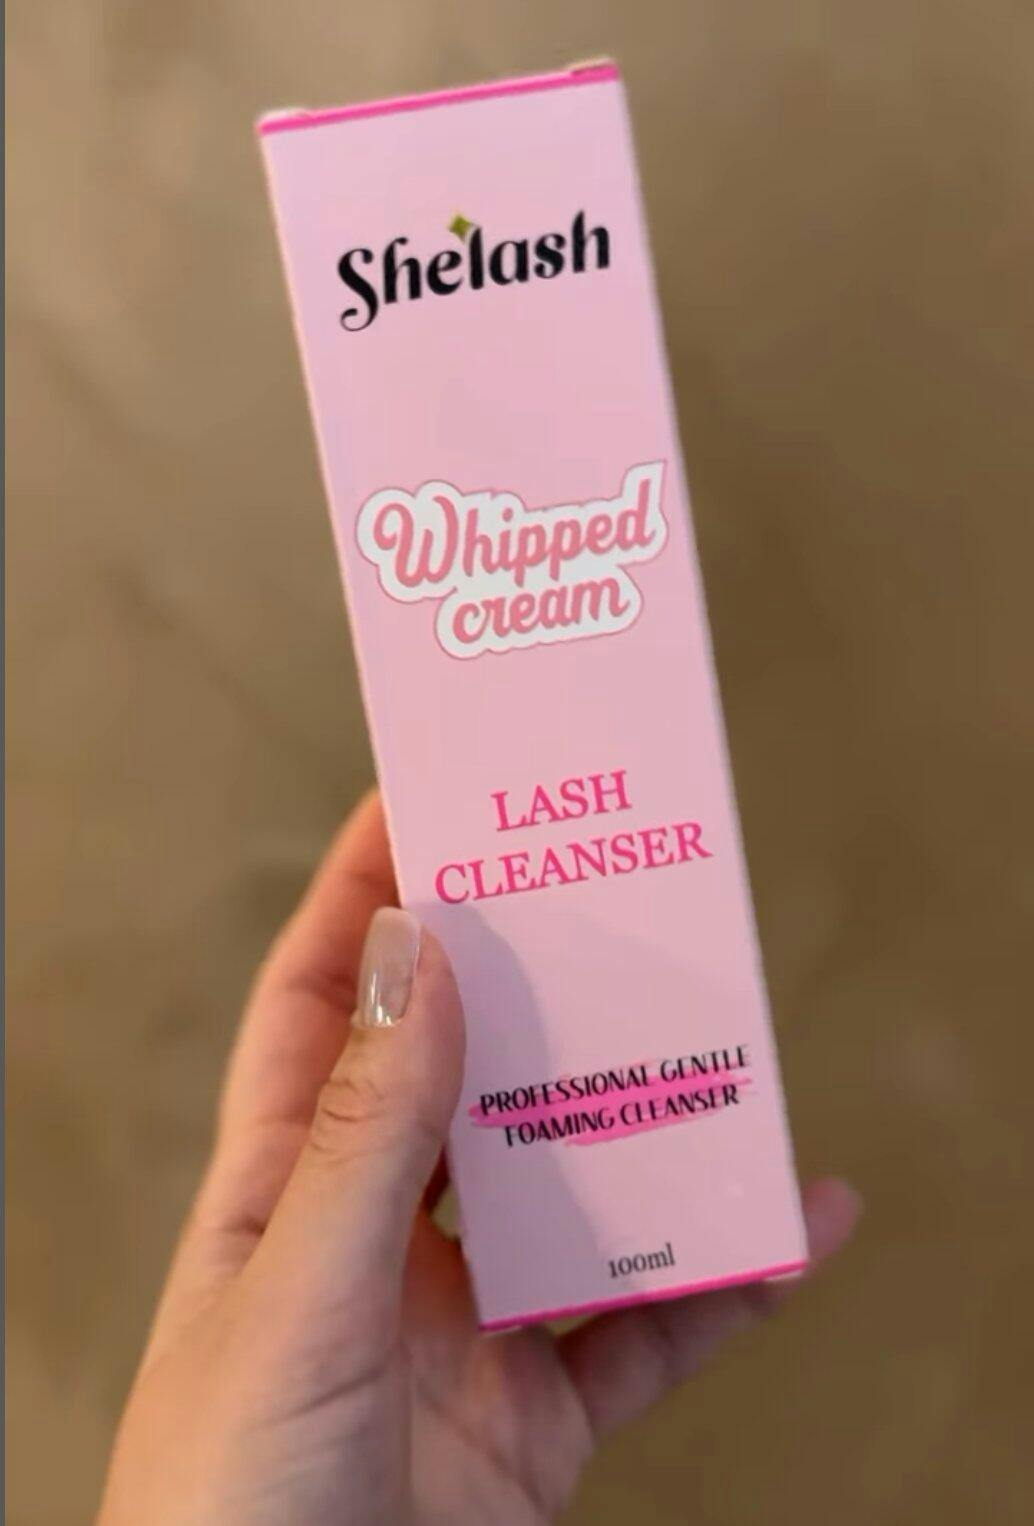 Shelash
Whipped
cream
LASH
CLEANSER
PROFESSIONAL GENTLE
FOAMING CLEANSER
100ml